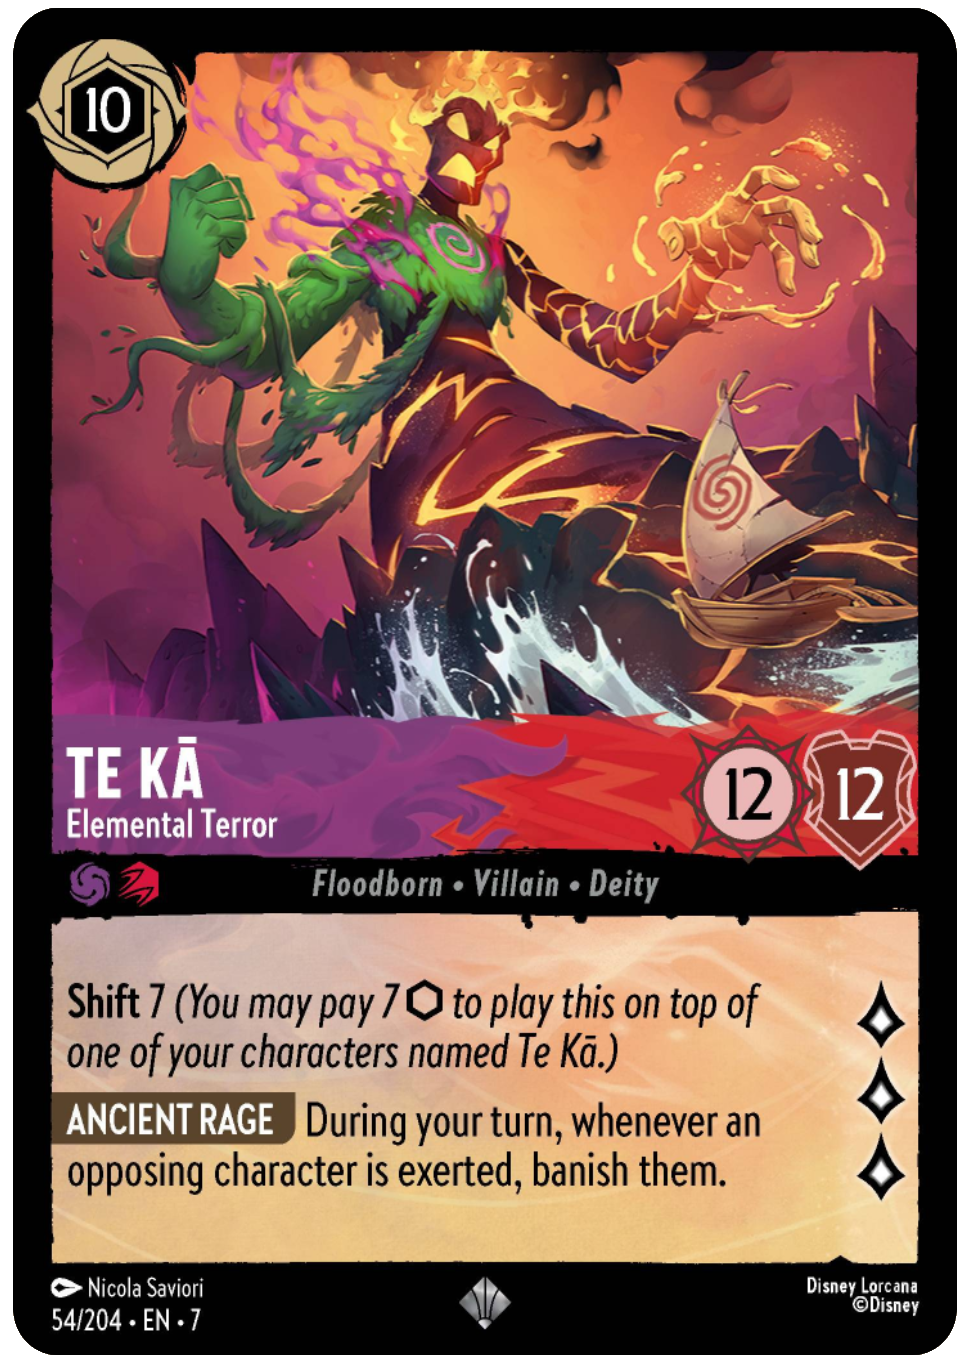 10
TE KĀ
Elemental Terror
12
12
Floodborn • Villain • Deity
Shift 7 (You may pay 7 ⬡ to play this on top of
one of your characters named Te Kā.)
ANCIENT RAGE During your turn, whenever an
opposing character is exerted, banish them.
Nicola Saviori
54/204 • EN • 7
Disney Lorcana
©Disney